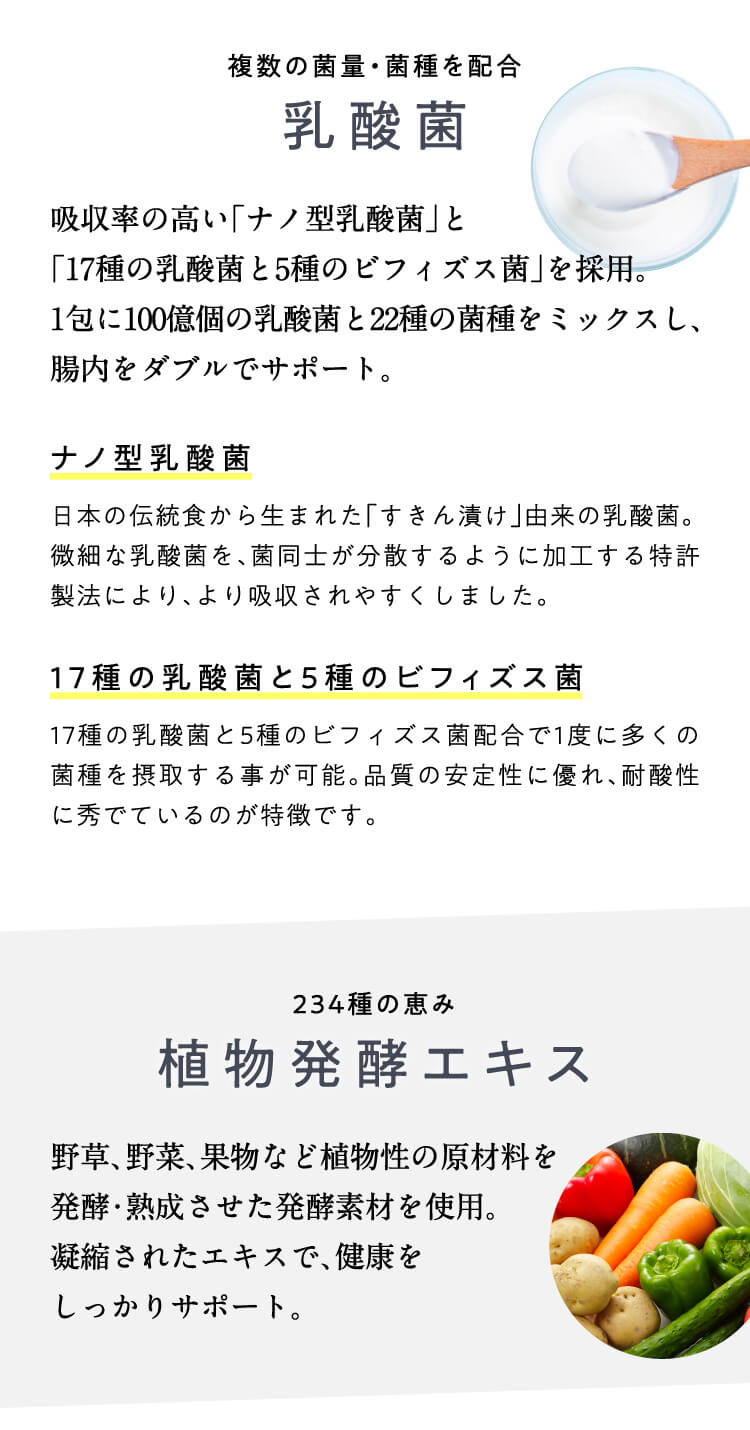 複数の菌量・菌種を配合
乳酸菌
吸収率の高い「ナノ型乳酸菌」と
「17種の乳酸菌と5種のビフィズス菌」を採用。
1包に100億個の乳酸菌と22種の菌種をミックスし、
腸内をダブルでサポート。
ナノ型乳酸菌
日本の伝統食から生まれた「すきん漬け」由来の乳酸菌。
微細な乳酸菌を、菌同士が分散するように加工する特許
製法により、より吸収されやすくしました。
17種の乳酸菌と5種のビフィズス菌
17種の乳酸菌と5種のビフィズス菌配合で1度に多くの
菌種を摂取する事が可能。品質の安定性に優れ、耐酸性
に秀でているのが特徴です。
234種の恵み
植物発酵エキス
野草、野菜、果物など植物性の原材料を
発酵・熟成させた発酵素材を使用。
凝縮されたエキスで、健康を
しっかりサポート。